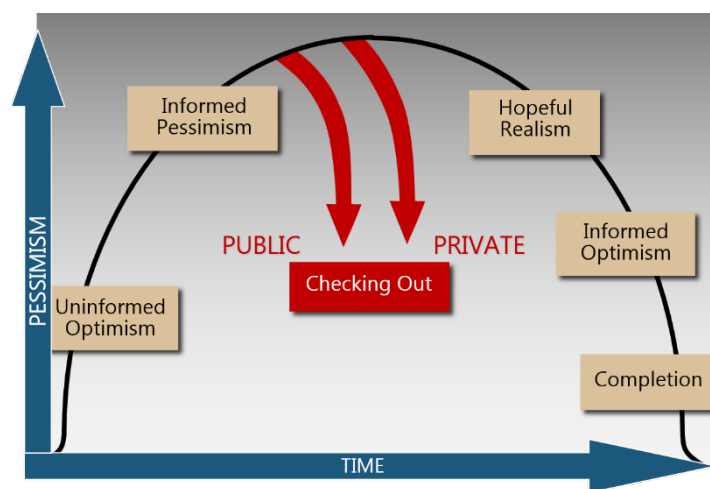 Informed
Pessimism
Hopeful
Realism
PUBLIC
PRIVATE
Checking Out
Informed
Optimism
Uninformed
Optimism
Completion
PESSIMISM
TIME